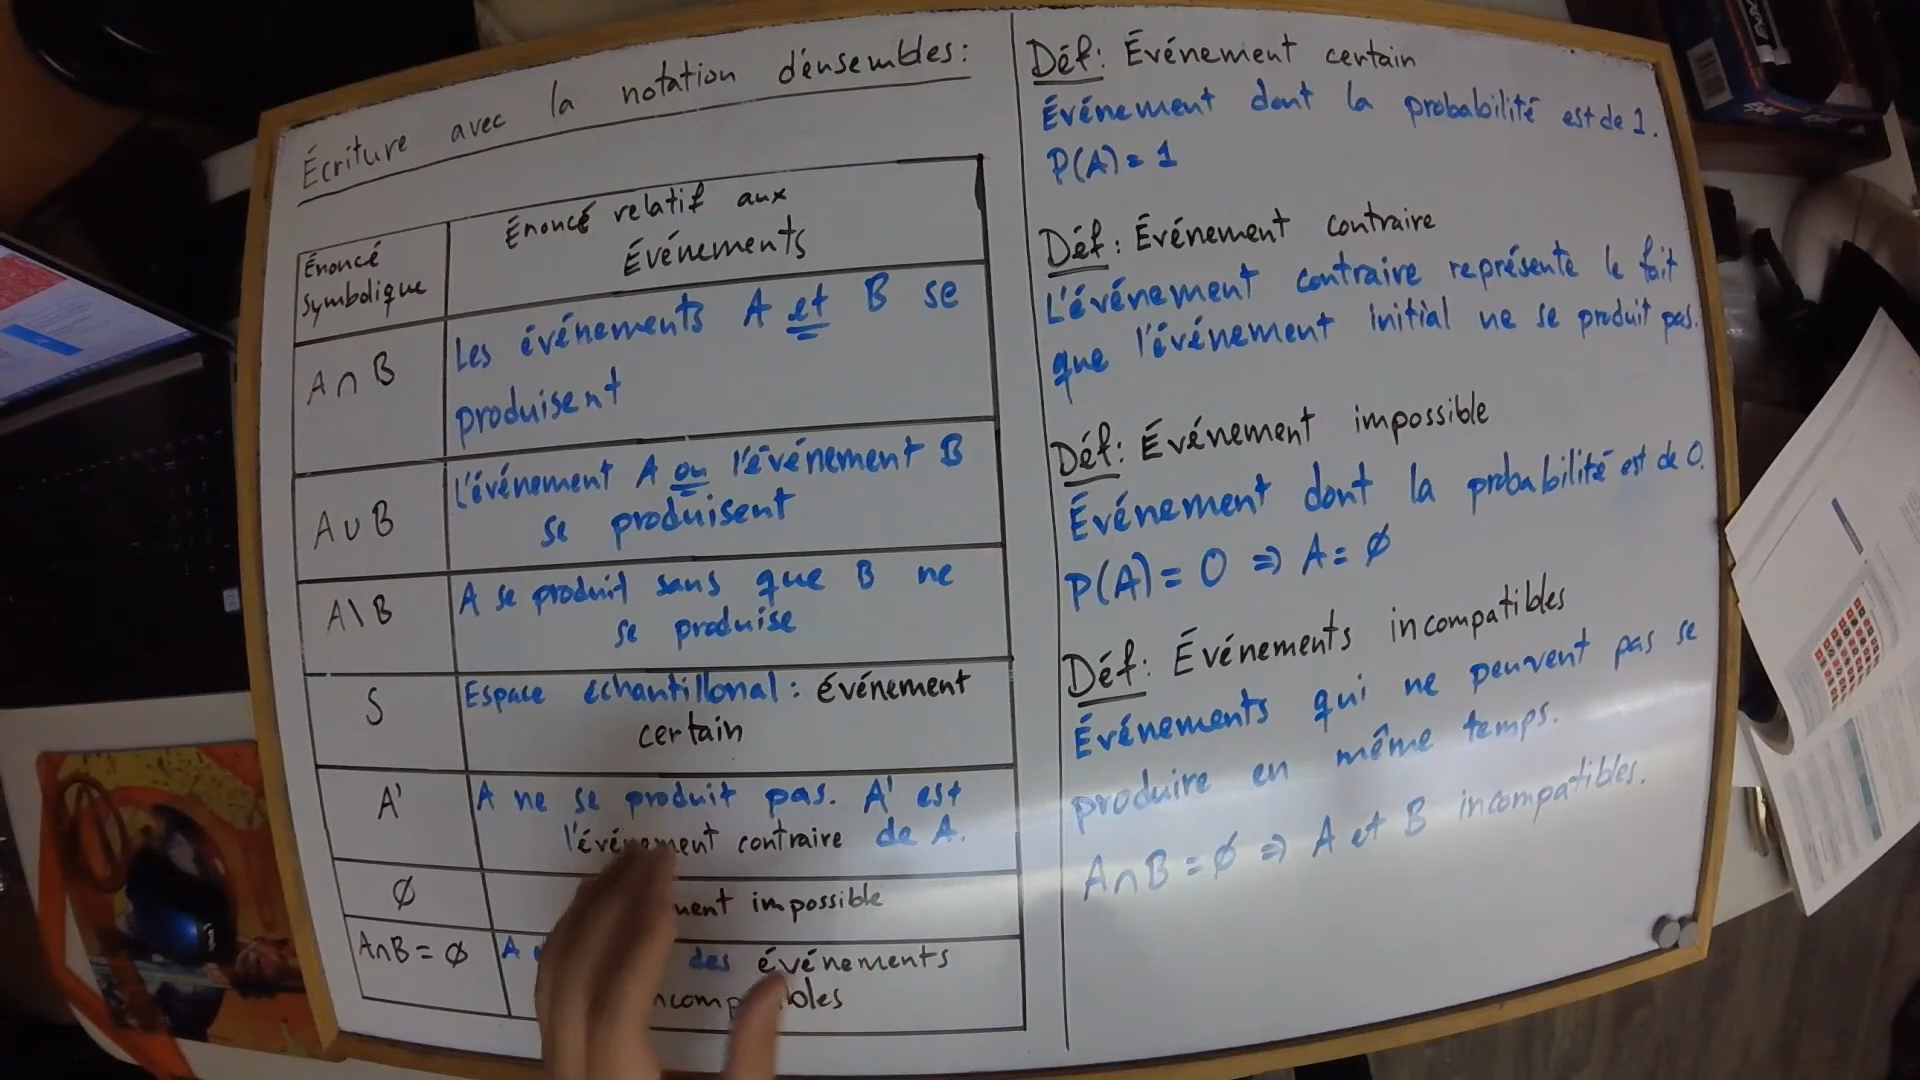 Écriture avec la notation d'énsembles:
Énoncé
symbolique
Énoncé relatif aux
Événements
A ∩ B
Les événements A et B se
produisent
A ∪ B
L'événement A ou l'événement B
se produisent
A \ B
A se produit sans que B ne
se produise
S
Espace échantillonal : événement
certain
A'
A ne se produit pas. A' est
l'événement contraire de A.
∅
impossible
A∩B = ∅
A des événements
Déf: Événement certain
Événement dont la probabilité est de 1.
P(A) = 1
Déf: Événement contraire
L'événement contraire représente le fait
que l'événement initial ne se produit pas.
Déf: Événement impossible
Événement dont la probabilité est de 0.
P(A) = 0 ⇒ A = ∅
Déf: Événements incompatibles
Événements qui ne peuvent pas se
produire en même temps.
A∩B = ∅ ⇒ A et B incompatibles.